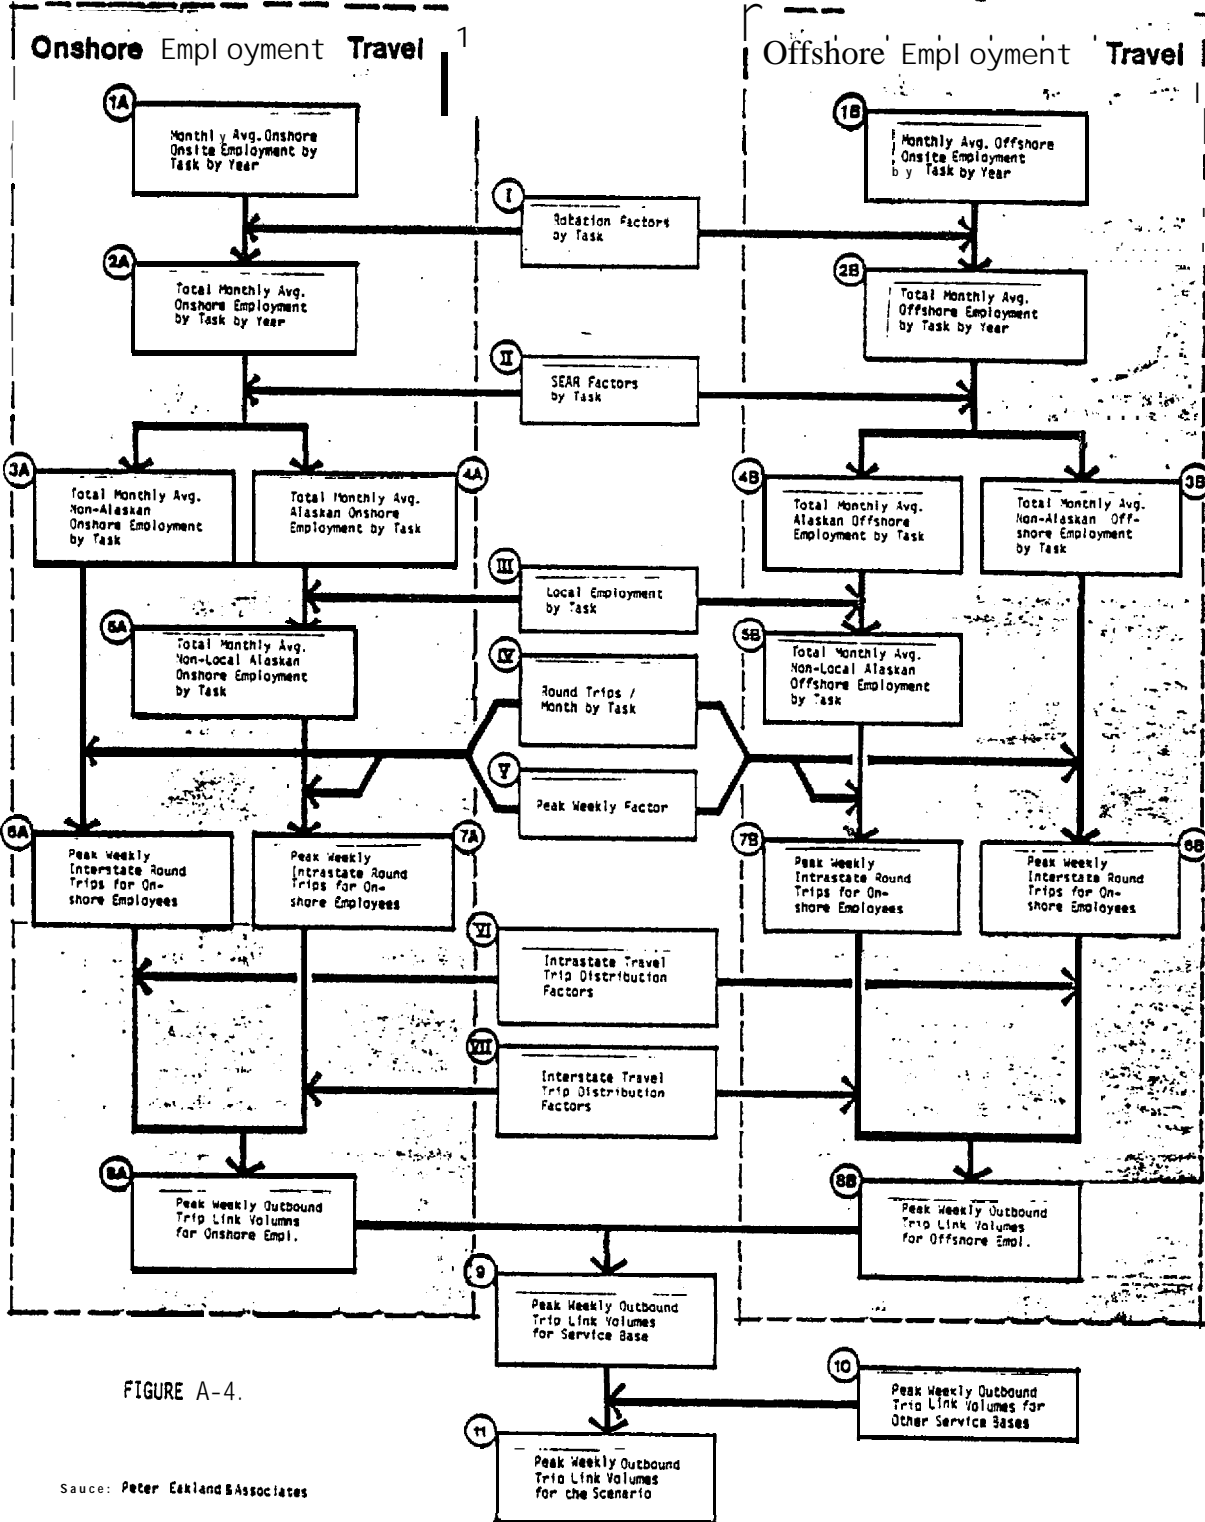 Onshore Employment Travel 1
Offshore Employment Travel
1A
Monthly Avg. Onshore
Onsite Employment by
Task by Year
1B
Monthly Avg. Offshore
Onsite Employment
by Task by Year
I
Rotation Factors
by Task
2A
Total Monthly Avg.
Onshore Employment
by Task by Year
2B
Total Monthly Avg.
Offshore Employment
by Task by Year
II
SEAR Factors
by Task
3A
Total Monthly Avg.
Non-Alaskan
Onshore Employment
by Task
4A
Total Monthly Avg.
Alaskan Onshore
Employment by Task
4B
Total Monthly Avg.
Alaskan Offshore
Employment by Task
3B
Total Monthly Avg.
Non-Alaskan Off-
shore Employment
by Task
III
Local Employment
by Task
5A
Total Monthly Avg.
Non-Local Alaskan
Onshore Employment
by Task
5B
Total Monthly Avg.
Non-Local Alaskan
Offshore Employment
by Task
IV
Round Trips /
Month by Task
V
Peak Weekly Factor
6A
Peak Weekly
Interstate Round
Trips for On-
shore Employees
7A
Peak Weekly
Intrastate Round
Trips for On-
shore Employees
7B
Peak Weekly
Intrastate Round
Trips for On-
shore Employees
6B
Peak Weekly
Interstate Round
Trips for On-
shore Employees
VI
Intrastate Travel
Trip Distribution
Factors
VII
Interstate Travel
Trip Distribution
Factors
8A
Peak Weekly Outbound
Trip Link Volumns
for Onshore Empl.
8B
Peak Weekly Outbound
Trip Link Volumes
for Offshore Empl.
9
Peak Weekly Outbound
Trip Link Volumes
for Service Base
10
Peak Weekly Outbound
Trip Link Volumes for
Other Service Bases
11
Peak Weekly Outbound
Trip Link Volumes
for the Scenario
FIGURE A-4.
Sauce: Peter Eakland & Associates